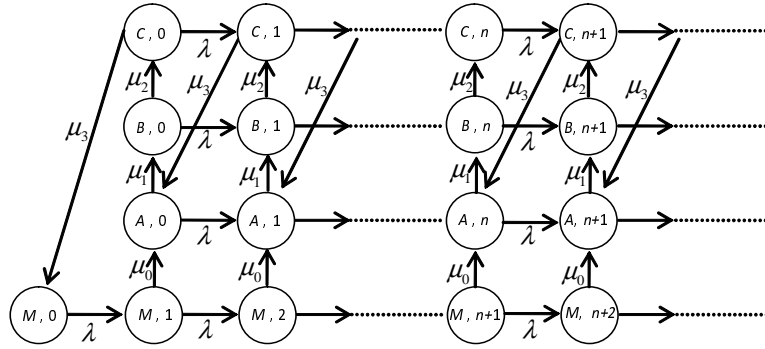 C, 0 λ C, 1 C, n λ C, n+1
μ₂ μ₃ μ₂ μ₃ μ₂ μ₃ μ₂ μ₃
μ₃ B, 0 λ B, 1 B, n λ B, n+1
μ₁ μ₁ μ₁ μ₁
A, 0 λ A, 1 A, n λ A, n+1
μ₀ μ₀ μ₀ μ₀
M, 0 λ M, 1 λ M, 2 M, n+1 λ M, n+2